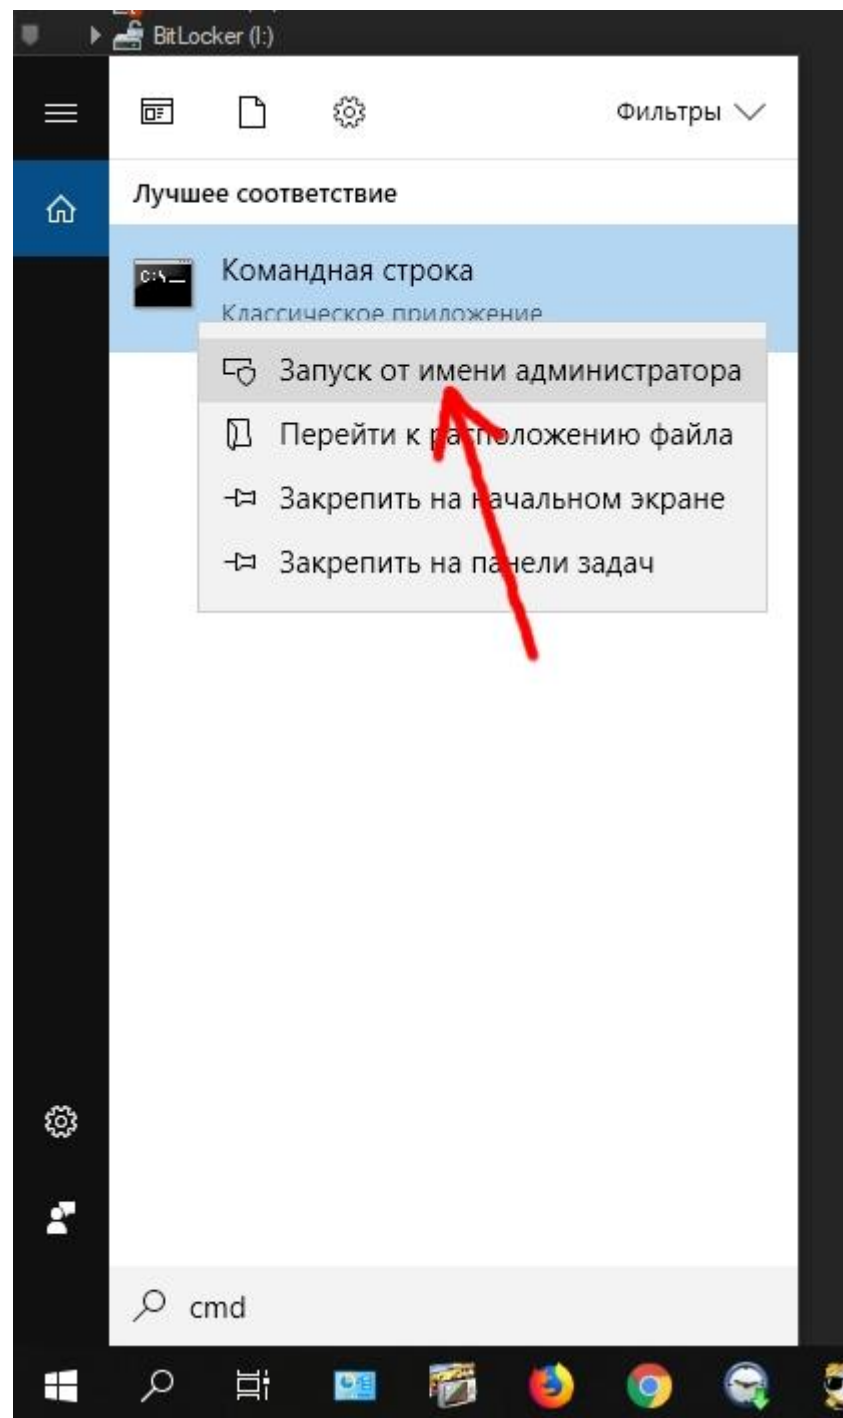 BitLocker (I:)
Фильтры
Лучшее соответствие
Командная строка
Классическое приложение
Запуск от имени администратора
Перейти к расположению файла
Закрепить на начальном экране
Закрепить на панели задач
cmd